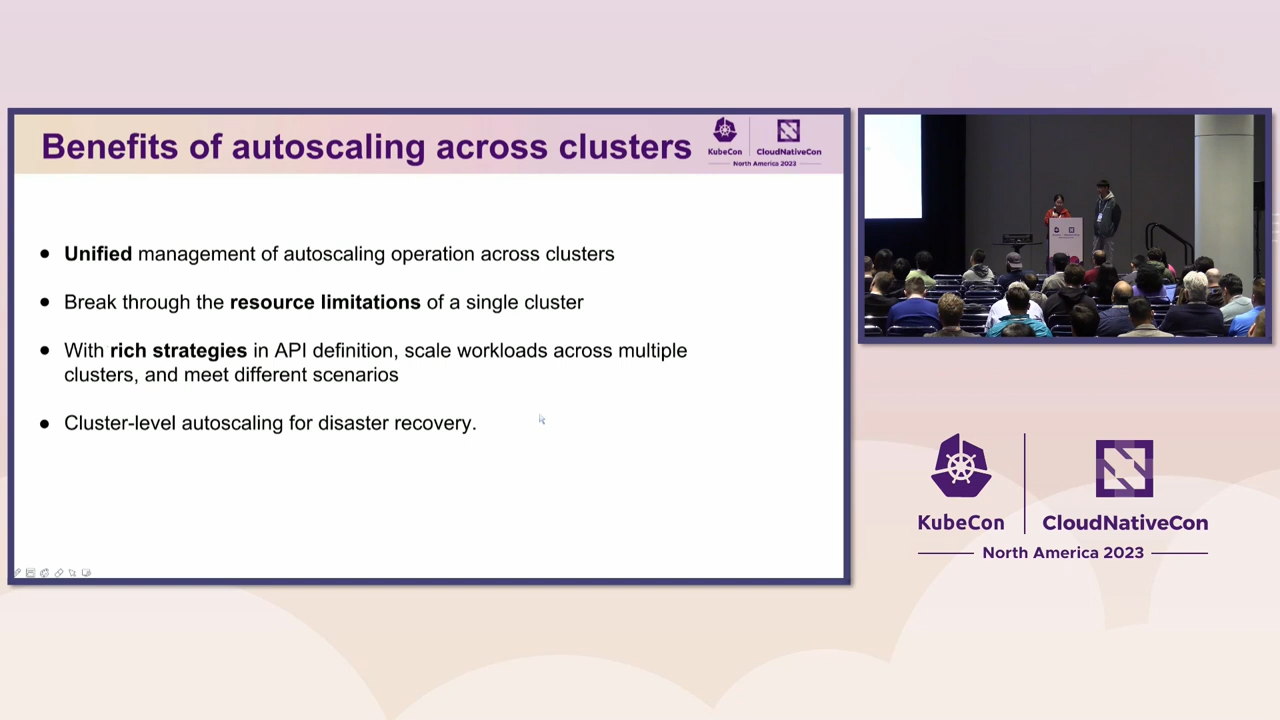 Benefits of autoscaling across clusters
KubeCon
CloudNativeCon
North America 2023
● Unified management of autoscaling operation across clusters
● Break through the resource limitations of a single cluster
● With rich strategies in API definition, scale workloads across multiple
clusters, and meet different scenarios
● Cluster-level autoscaling for disaster recovery.
KubeCon
CloudNativeCon
North America 2023